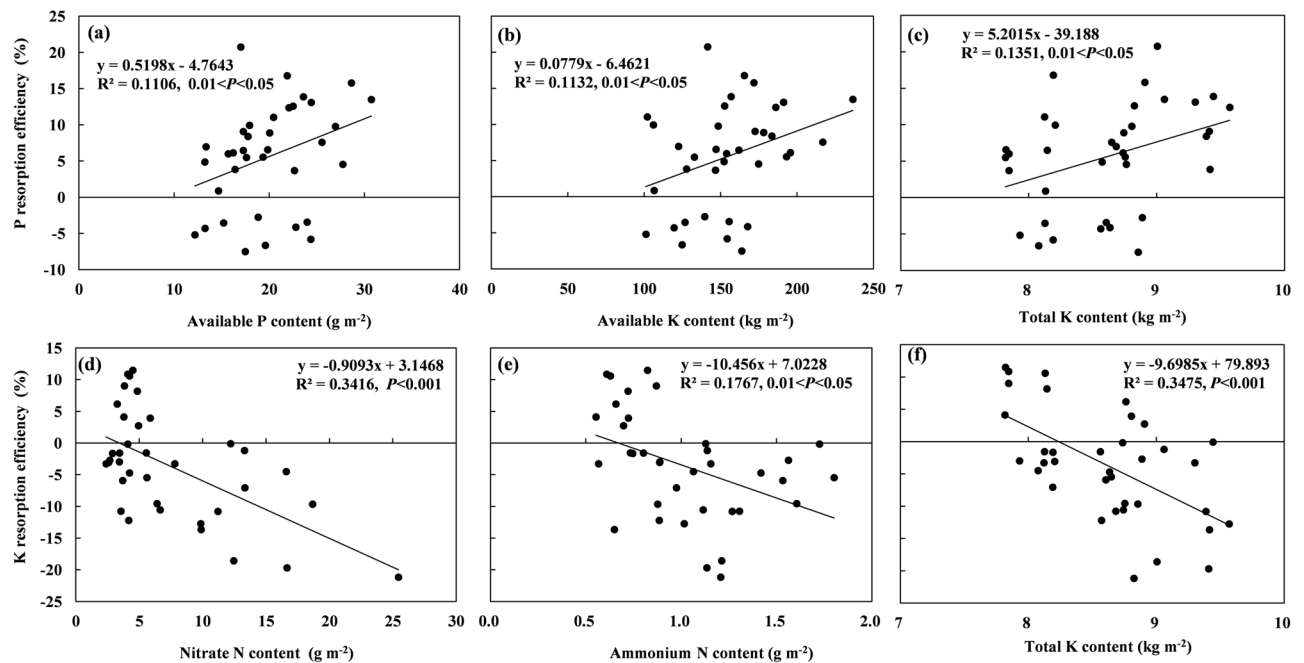 (a)
y = 0.5198x - 4.7643
R² = 0.1106, 0.01<P<0.05
P resorption efficiency (%)
25
20
15
10
5
0
-5
-10
0 10 20 30 40
Available P content (g m⁻²)
(b)
y = 0.0779x - 6.4621
R² = 0.1132, 0.01<P<0.05
0 50 100 150 200 250
Available K content (kg m⁻²)
(c)
y = 5.2015x - 39.188
R² = 0.1351, 0.01<P<0.05
7 8 9 10
Total K content (kg m⁻²)
(d)
y = -0.9093x + 3.1468
R² = 0.3416, P<0.001
K resorption efficiency (%)
15
10
5
0
-5
-10
-15
-20
-25
0 5 10 15 20 25 30
Nitrate N content (g m⁻²)
(e)
y = -10.456x + 7.0228
R² = 0.1767, 0.01<P<0.05
0.0 0.5 1.0 1.5 2.0
Ammonium N content (g m⁻²)
(f)
y = -9.6985x + 79.893
R² = 0.3475, P<0.001
7 8 9 10
Total K content (kg m⁻²)